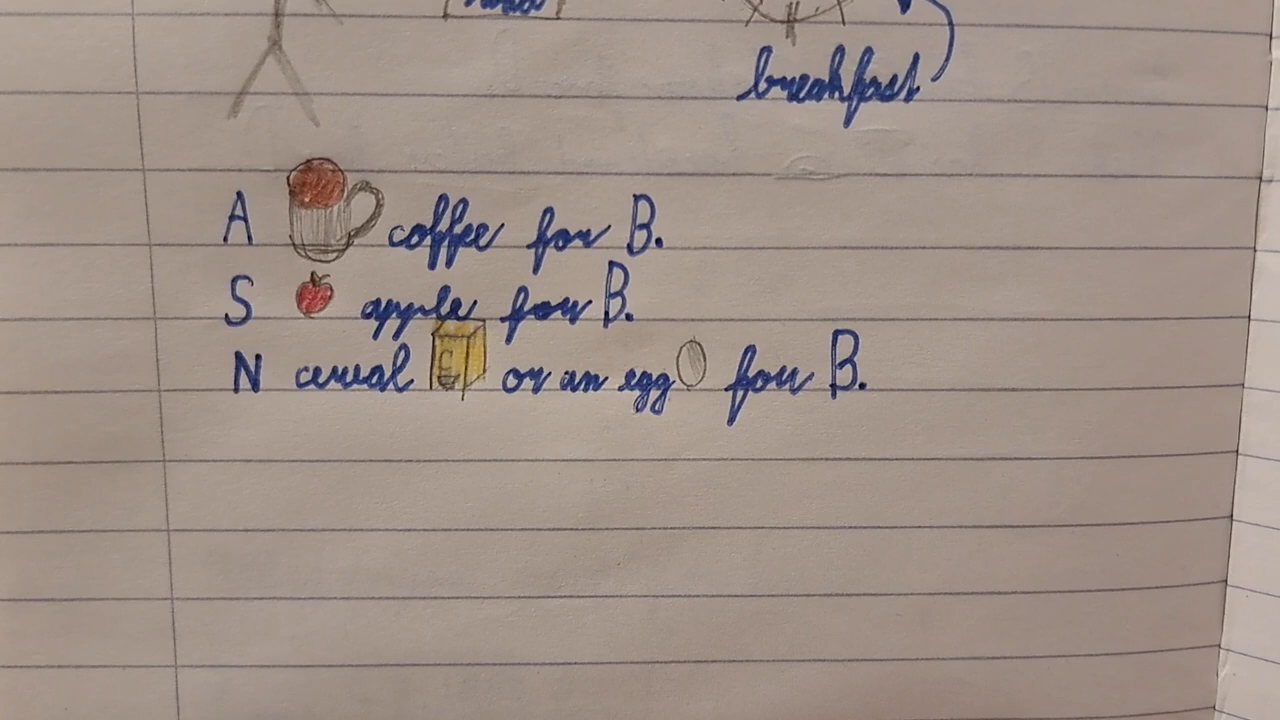 breakfast
A coffee for B.
S apple for B.
N cereal C or an egg for B.